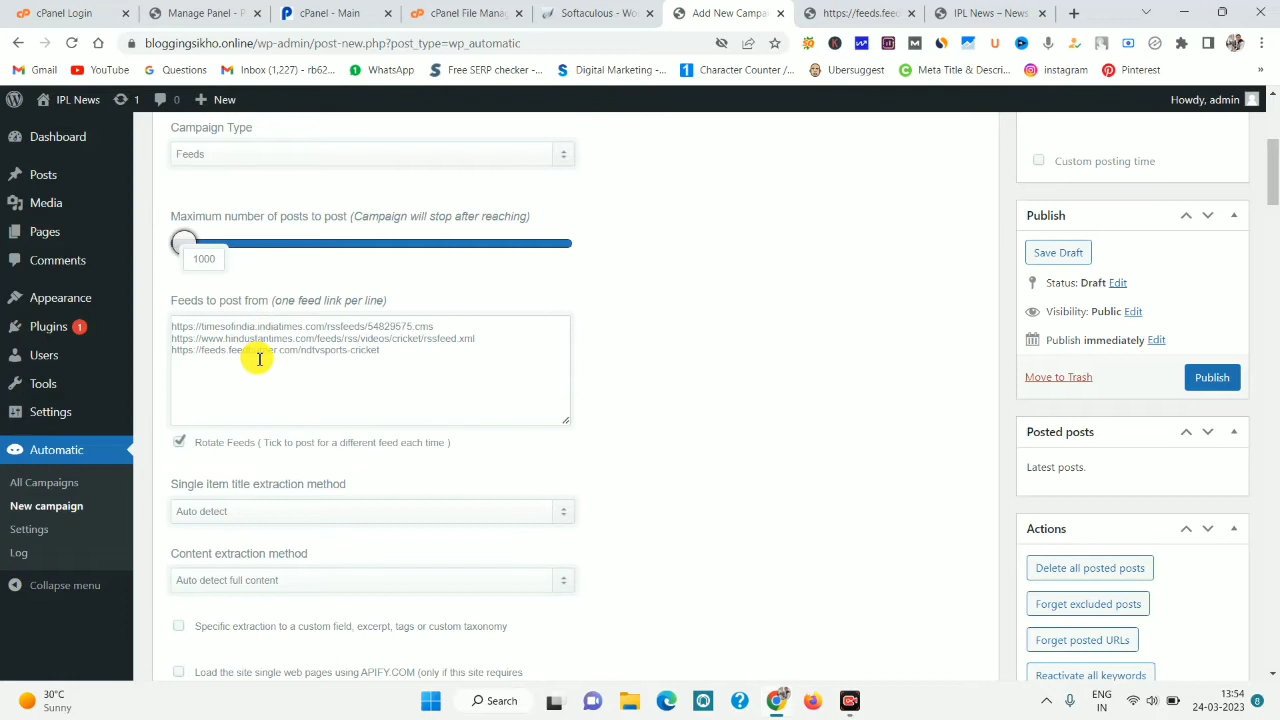 cPanel Login
Manage Panel - P
cPanel - Main
cPanel File Manag
Softaculous - Wo
Add New Campai
https://feeds.feed
IPL News – News
bloggingsikho.online/wp-admin/post-new.php?post_type=wp_automatic
Gmail
YouTube
Questions
Inbox (1,227) - rb62...
WhatsApp
Free SERP checker -...
Digital Marketing -...
Character Counter /...
Ubersuggest
Meta Title & Descri...
instagram
Pinterest
»
IPL News
1
0
New
Howdy, admin
Dashboard
Posts
Media
Pages
Comments
Appearance
Plugins 1
Users
Tools
Settings
Automatic
All Campaigns
New campaign
Settings
Log
Collapse menu
Campaign Type
Feeds
Maximum number of posts to post (Campaign will stop after reaching)
1000
Feeds to post from (one feed link per line)
https://timesofindia.indiatimes.com/rssfeeds/54829575.cms
https://www.hindustantimes.com/feeds/rss/videos/cricket/rssfeed.xml
https://feeds.feedburner.com/ndtvsports-cricket
Rotate Feeds ( Tick to post for a different feed each time )
Single item title extraction method
Auto detect
Content extraction method
Auto detect full content
Specific extraction to a custom field, excerpt, tags or custom taxonomy
Load the site single web pages using APIFY.COM (only if this site requires
Custom posting time
Publish
Save Draft
Status: Draft Edit
Visibility: Public Edit
Publish immediately Edit
Move to Trash
Publish
Posted posts
Latest posts.
Actions
Delete all posted posts
Forget excluded posts
Forget posted URLs
Reactivate all keywords
30°C
Sunny
Search
ENG
IN
13:54
24-03-2023
8